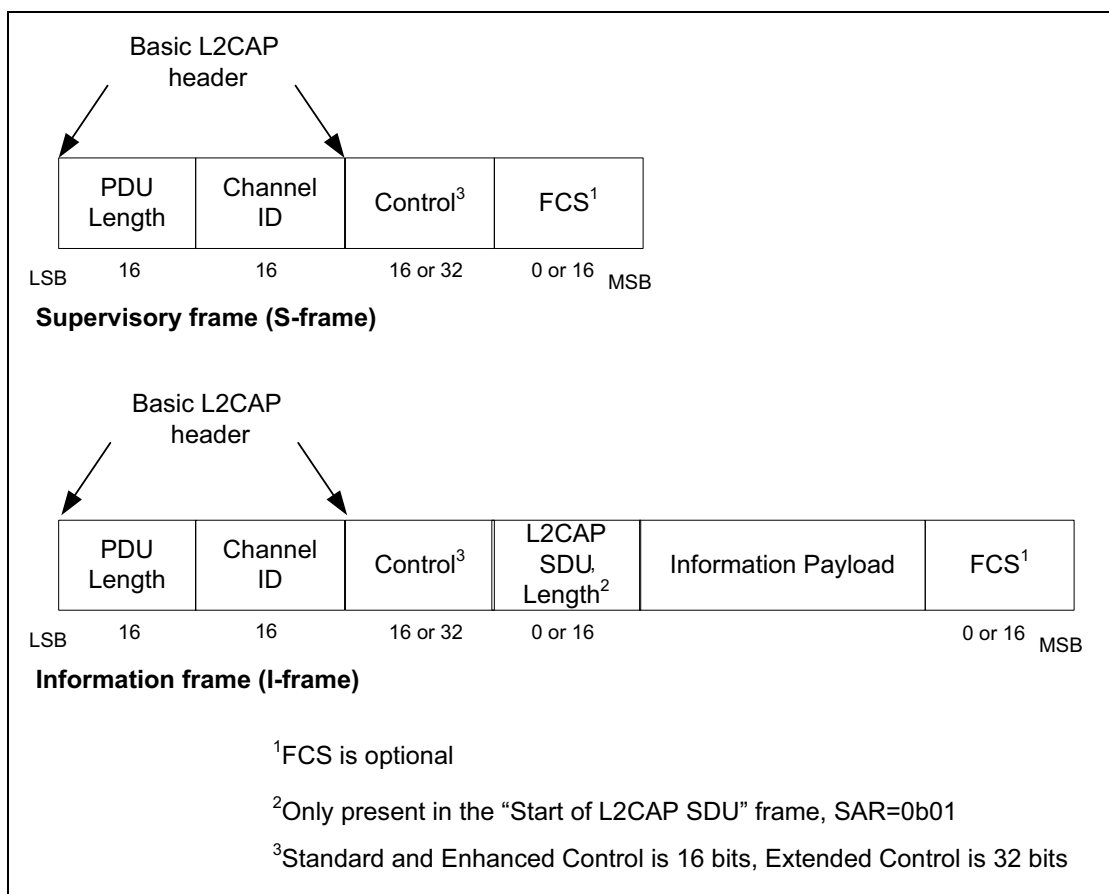 Basic L2CAP
header
PDU
Length
Channel
ID
Control³
FCS¹
LSB
16
16
16 or 32
0 or 16
MSB
Supervisory frame (S-frame)
Basic L2CAP
header
PDU
Length
Channel
ID
Control³
L2CAP
SDU
Length²
Information Payload
FCS¹
LSB
16
16
16 or 32
0 or 16
0 or 16
MSB
Information frame (I-frame)
¹FCS is optional
²Only present in the “Start of L2CAP SDU” frame, SAR=0b01
³Standard and Enhanced Control is 16 bits, Extended Control is 32 bits